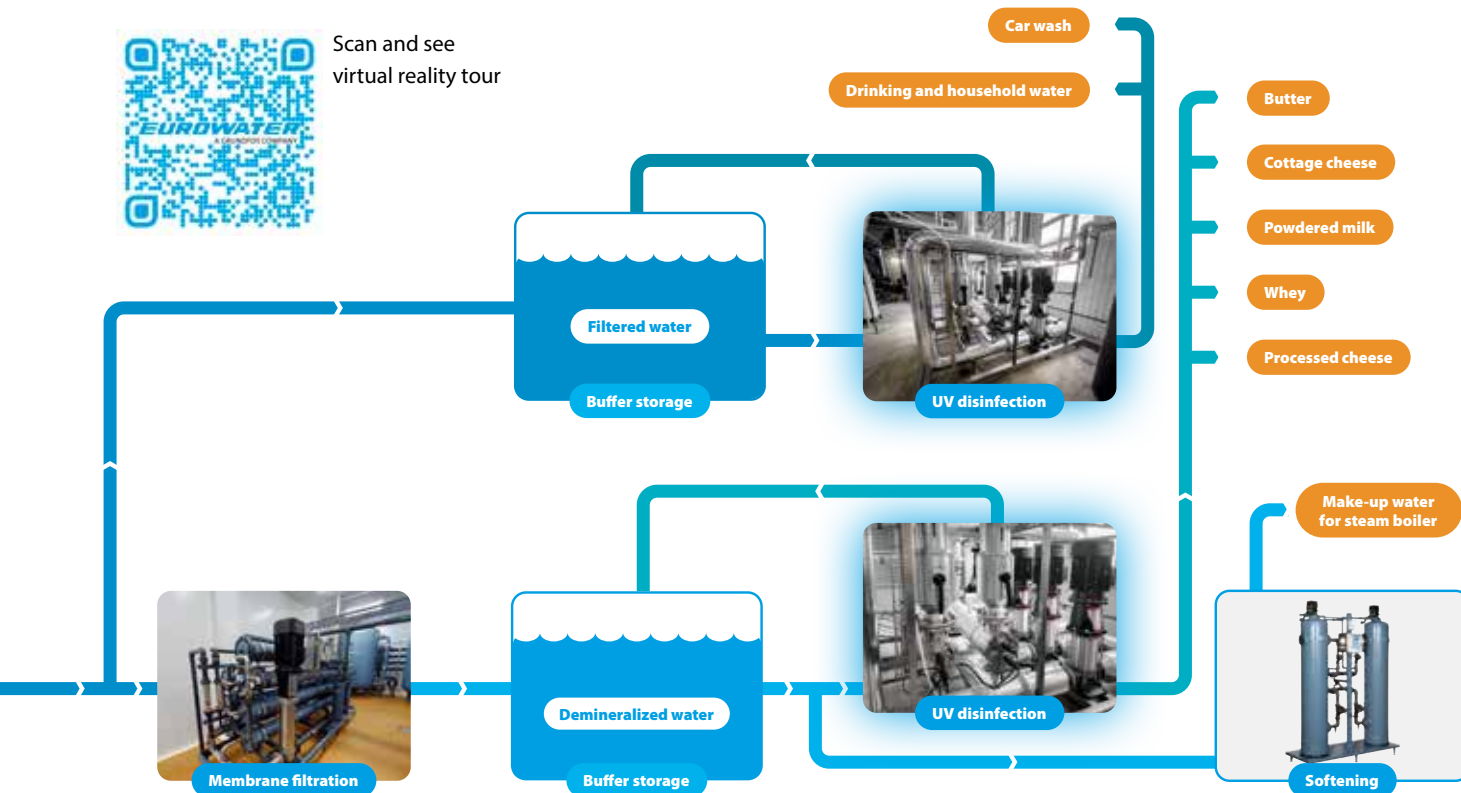 Scan and see
virtual reality tour
EUROWATER
A GRUNDFOS COMPANY
Car wash
Drinking and household water
Butter
Cottage cheese
Powdered milk
Whey
Processed cheese
Filtered water
Buffer storage
UV disinfection
Make-up water
for steam boiler
Demineralized water
UV disinfection
Membrane filtration
Buffer storage
Softening